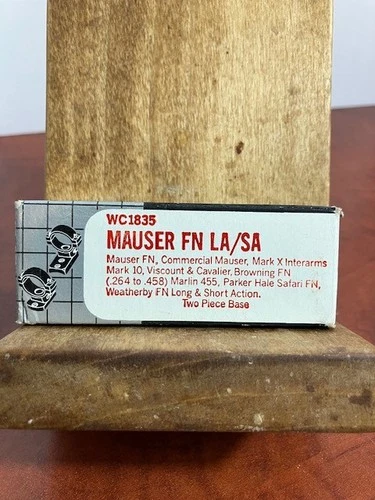 WC1835
MAUSER FN LA/SA
Mauser FN, Commercial Mauser, Mark X Interarms
Mark 10, Viscount & Cavalier, Browning FN
(.264 to .458) Marlin 455, Parker Hale Safari FN,
Weatherby FN Long & Short Action.
Two Piece Base